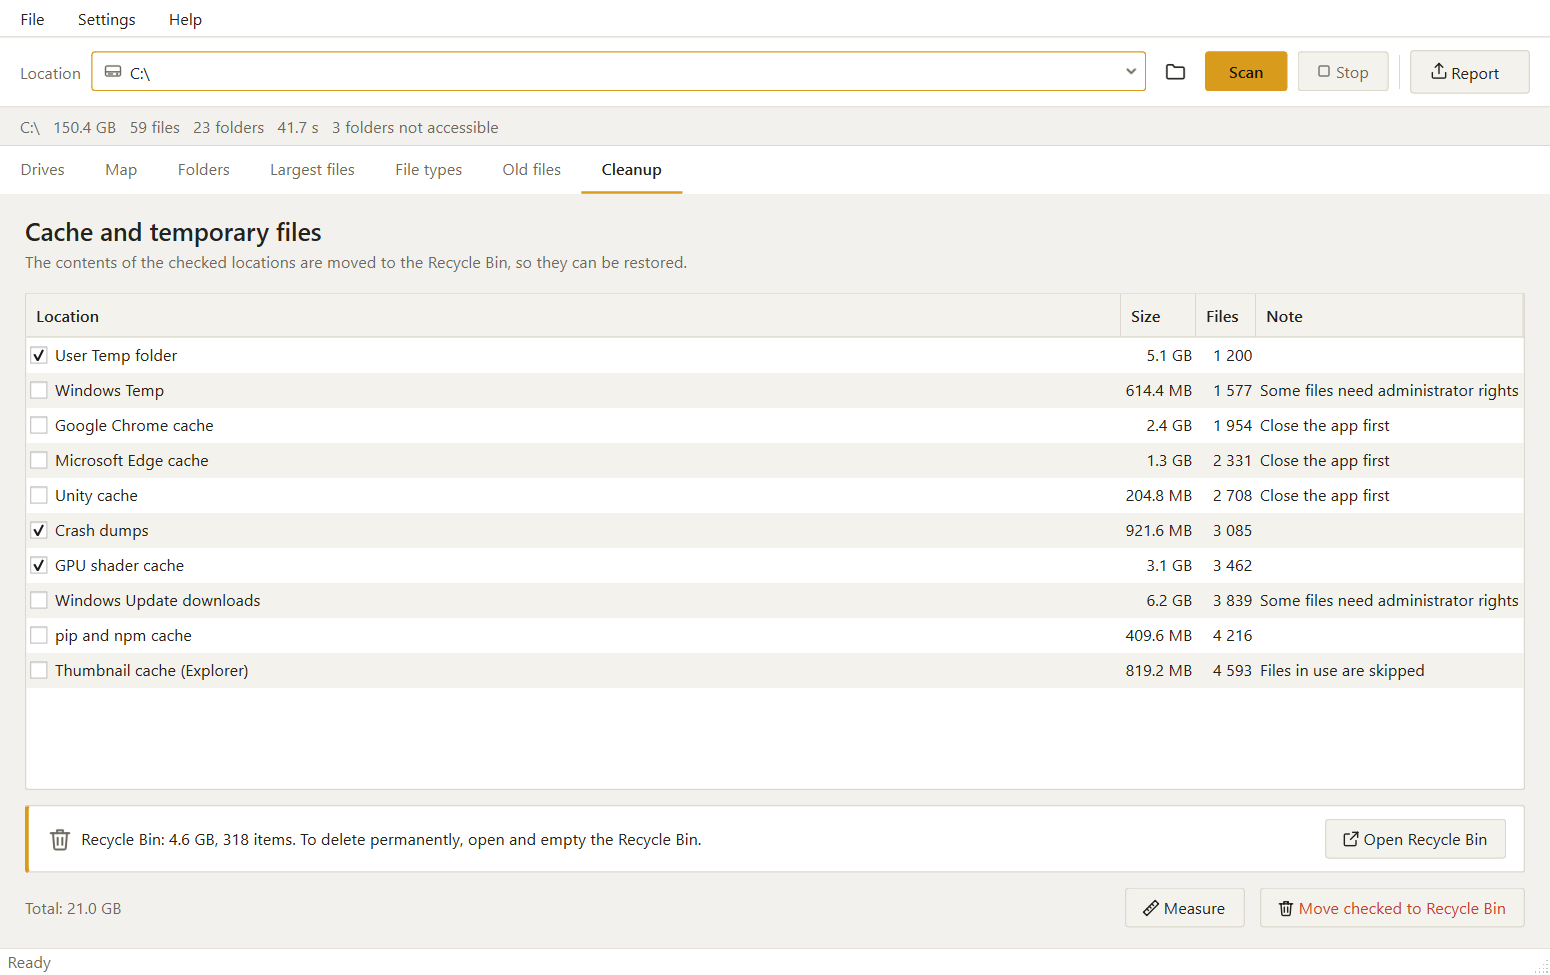 File Settings Help
Location C:\ Scan Stop Report
C:\ 150.4 GB 59 files 23 folders 41.7 s 3 folders not accessible
Drives Map Folders Largest files File types Old files Cleanup
Cache and temporary files
The contents of the checked locations are moved to the Recycle Bin, so they can be restored.
Location Size Files Note
User Temp folder 5.1 GB 1 200
Windows Temp 614.4 MB 1 577 Some files need administrator rights
Google Chrome cache 2.4 GB 1 954 Close the app first
Microsoft Edge cache 1.3 GB 2 331 Close the app first
Unity cache 204.8 MB 2 708 Close the app first
Crash dumps 921.6 MB 3 085
GPU shader cache 3.1 GB 3 462
Windows Update downloads 6.2 GB 3 839 Some files need administrator rights
pip and npm cache 409.6 MB 4 216
Thumbnail cache (Explorer) 819.2 MB 4 593 Files in use are skipped
Recycle Bin: 4.6 GB, 318 items. To delete permanently, open and empty the Recycle Bin. Open Recycle Bin
Total: 21.0 GB Measure Move checked to Recycle Bin
Ready